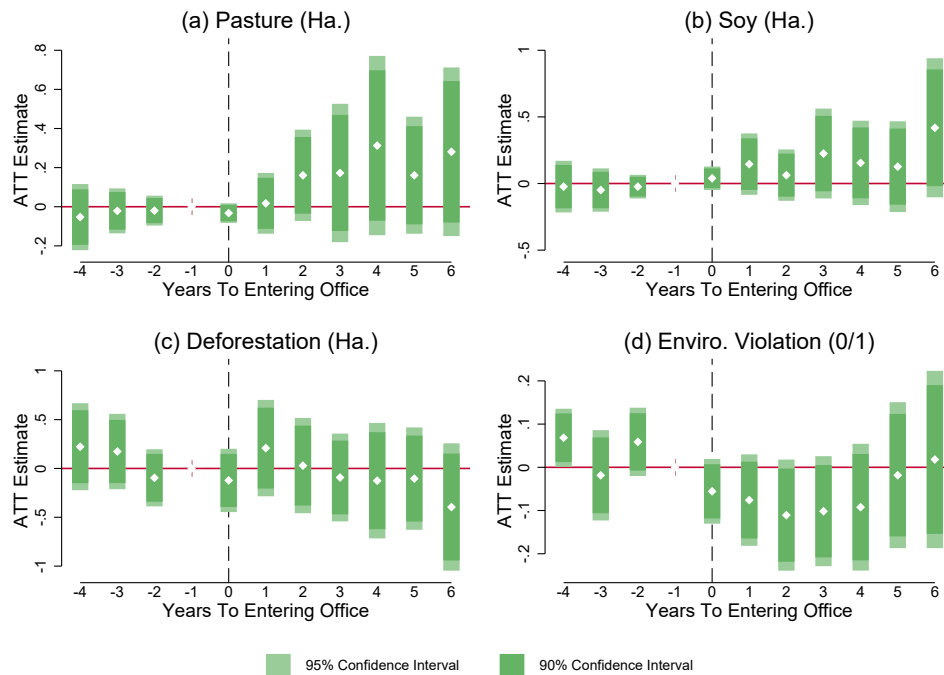 (a) Pasture (Ha.)
ATT Estimate
.8
.6
.4
.2
0
-.2
-4 -3 -2 -1 0 1 2 3 4 5 6
Years To Entering Office
(b) Soy (Ha.)
ATT Estimate
1
.5
0
-.5
-4 -3 -2 -1 0 1 2 3 4 5 6
Years To Entering Office
(c) Deforestation (Ha.)
ATT Estimate
1
.5
0
-.5
-1
-4 -3 -2 -1 0 1 2 3 4 5 6
Years To Entering Office
(d) Enviro. Violation (0/1)
ATT Estimate
.2
.1
0
-.1
-.2
-4 -3 -2 -1 0 1 2 3 4 5 6
Years To Entering Office
95% Confidence Interval 90% Confidence Interval